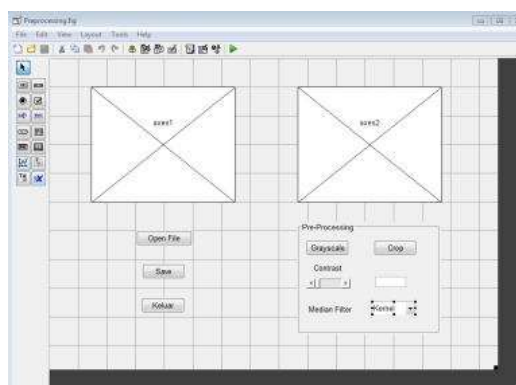 Preprocessing.fig
File Edit View Layout Tools Help
axes1 axes2
Open File
Save
Keluar
Pre-Processing
Grayscale Crop
Contrast
Median Filter Kernel